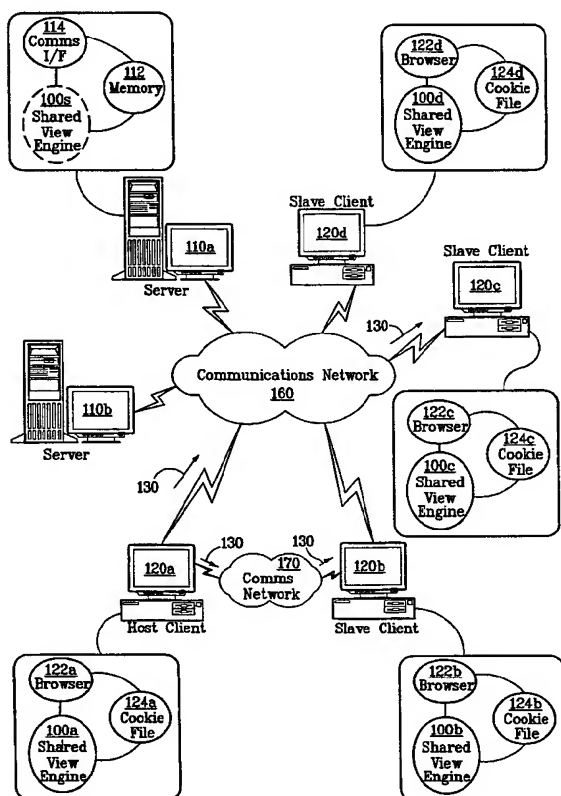 114
Comms
I/F
112
Memory
100s
Shared
View
Engine
122d
Browser
124d
Cookie
File
100d
Shared
View
Engine
Slave Client
120d
110a
Server
Slave Client
120c
130
Communications Network
160
110b
Server
122c
Browser
124c
Cookie
File
100c
Shared
View
Engine
130
130
130
170
Comms
Network
120a
Host Client
120b
Slave Client
122a
Browser
124a
Cookie
File
100a
Shared
View
Engine
122b
Browser
124b
Cookie
File
100b
Shared
View
Engine